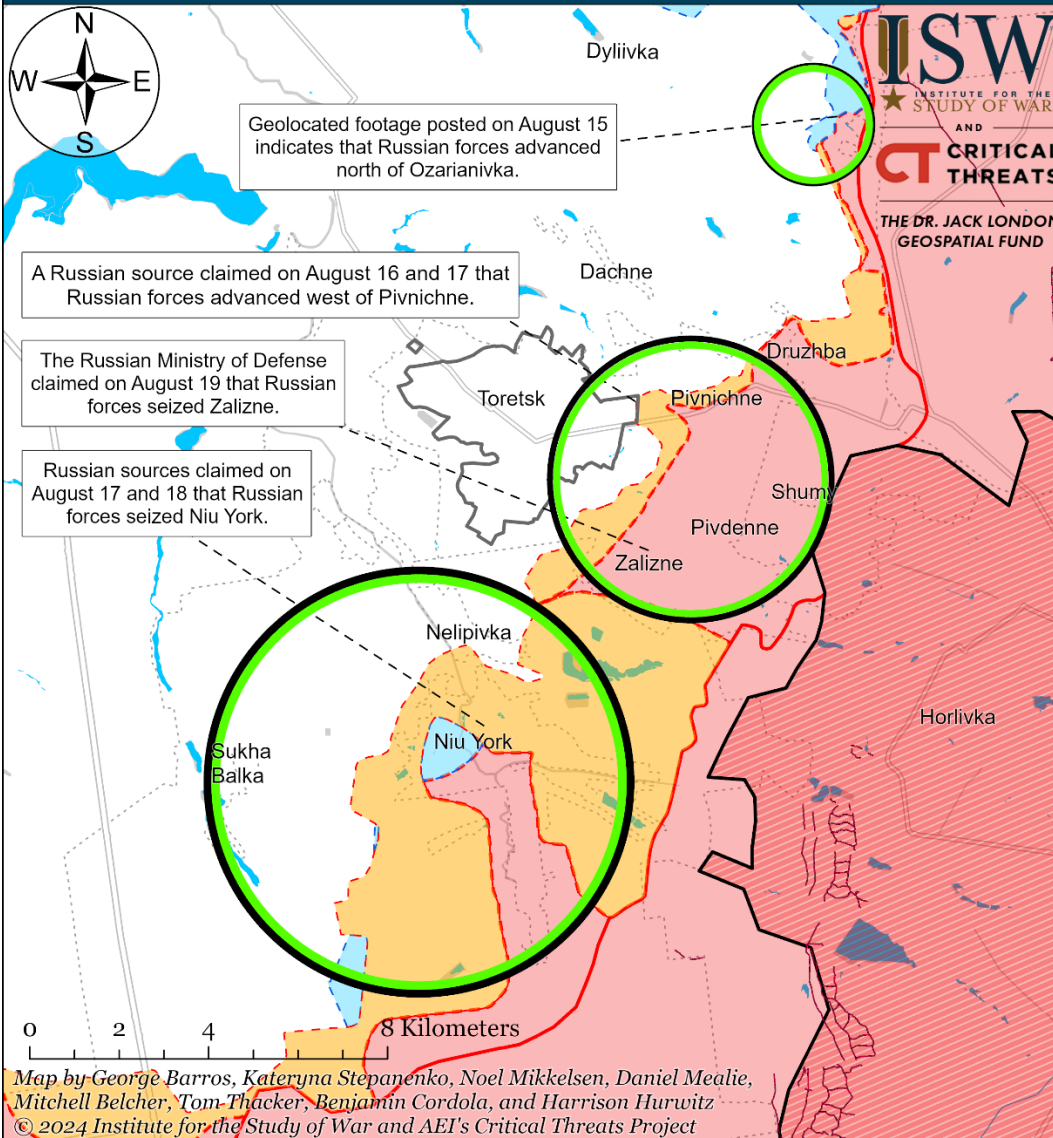 N
W E
S
Dyliivka
ISW
INSTITUTE FOR THE
STUDY OF WAR
AND
CT CRITICAL
THREATS
THE DR. JACK LONDON
GEOSPATIAL FUND
Geolocated footage posted on August 15
indicates that Russian forces advanced
north of Ozarianivka.
A Russian source claimed on August 16 and 17 that
Russian forces advanced west of Pivnichne.
Dachne
The Russian Ministry of Defense
claimed on August 19 that Russian
forces seized Zalizne.
Druzhba
Toretsk
Pivnichne
Russian sources claimed on
August 17 and 18 that Russian
forces seized Niu York.
Shumy
Pivdenne
Zalizne
Nelipivka
Horlivka
Niu York
Sukha
Balka
0 2 4 8 Kilometers
Map by George Barros, Kateryna Stepanenko, Noel Mikkelsen, Daniel Mealie,
Mitchell Belcher, Tom Thacker, Benjamin Cordola, and Harrison Hurwitz
© 2024 Institute for the Study of War and AEI's Critical Threats Project